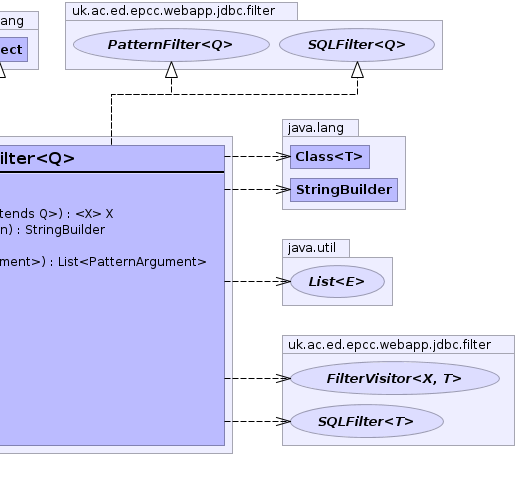 ang
ect
uk.ac.ed.epcc.webapp.jdbc.filter
PatternFilter<Q>
SQLFilter<Q>
ilter<Q>
tends Q>) : <X> X
n) : StringBuilder
ment>) : List<PatternArgument>
java.lang
Class<T>
StringBuilder
java.util
List<E>
uk.ac.ed.epcc.webapp.jdbc.filter
FilterVisitor<X, T>
SQLFilter<T>